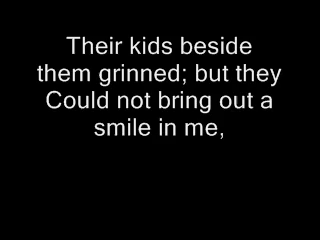 Their kids beside
them grinned; but they
Could not bring out a
smile in me,